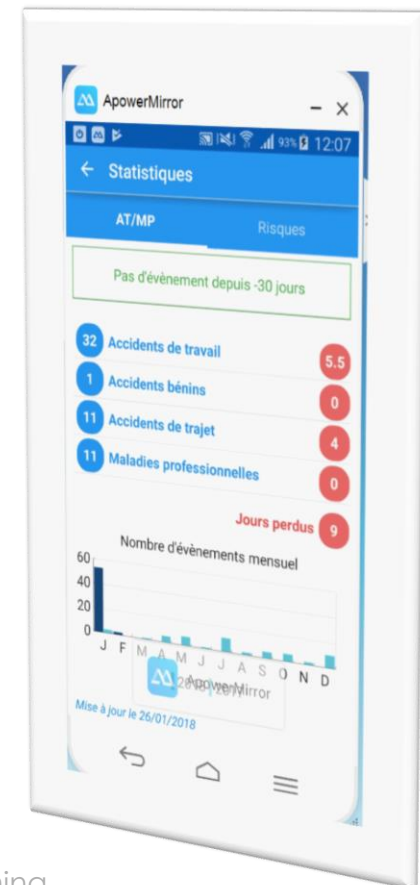 ApowerMirror
93% 12:07
Statistiques
AT/MP Risques
Pas d'évènement depuis -30 jours
32 Accidents de travail 5.5
1 Accidents bénins 0
11 Accidents de trajet 4
11 Maladies professionnelles 0
Jours perdus 9
Nombre d'évènements mensuel
60
40
20
0
J F M A M J J A S O N D
ApowerMirror
Mise à jour le 26/01/2018